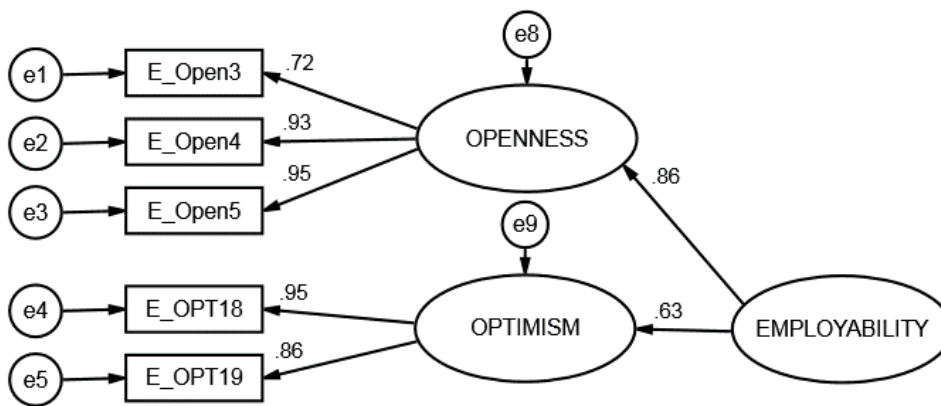 e8
e1
E_Open3
.72
e2
E_Open4
.93
OPENNESS
e3
E_Open5
.95
.86
e9
e4
E_OPT18
.95
OPTIMISM
.63
EMPLOYABILITY
e5
E_OPT19
.86